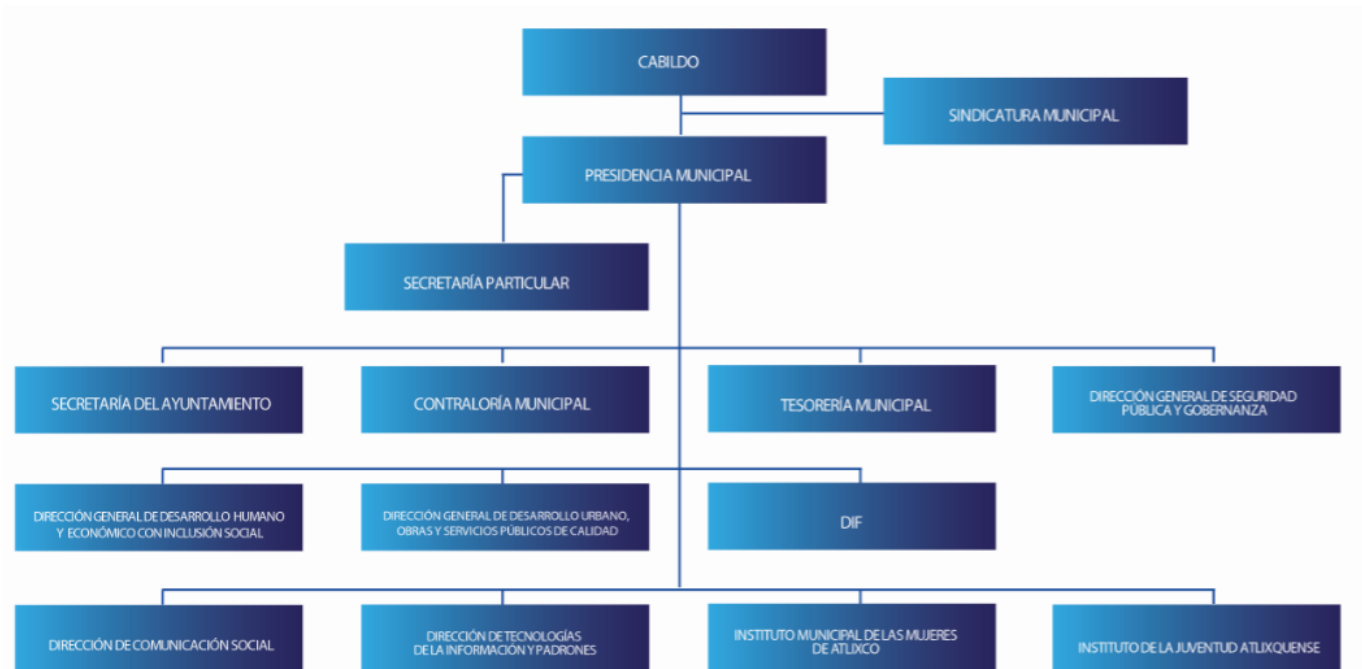 CABILDO
SINDICATURA MUNICIPAL
PRESIDENCIA MUNICIPAL
SECRETARÍA PARTICULAR
SECRETARÍA DEL AYUNTAMIENTO
CONTRALORÍA MUNICIPAL
TESORERÍA MUNICIPAL
DIRECCIÓN GENERAL DE SEGURIDAD
PÚBLICA Y GOBERNANZA
DIRECCIÓN GENERAL DE DESARROLLO HUMANO
Y ECONÓMICO CON INCLUSIÓN SOCIAL
DIRECCIÓN GENERAL DE DESARROLLO URBANO,
OBRAS Y SERVICIOS PÚBLICOS DE CALIDAD
DIF
DIRECCIÓN DE COMUNICACIÓN SOCIAL
DIRECCIÓN DE TECNOLOGÍAS
DE LA INFORMACIÓN Y PADRONES
INSTITUTO MUNICIPAL DE LAS MUJERES
DE ATLIXCO
INSTITUTO DE LA JUVENTUD ATLIXQUENSE